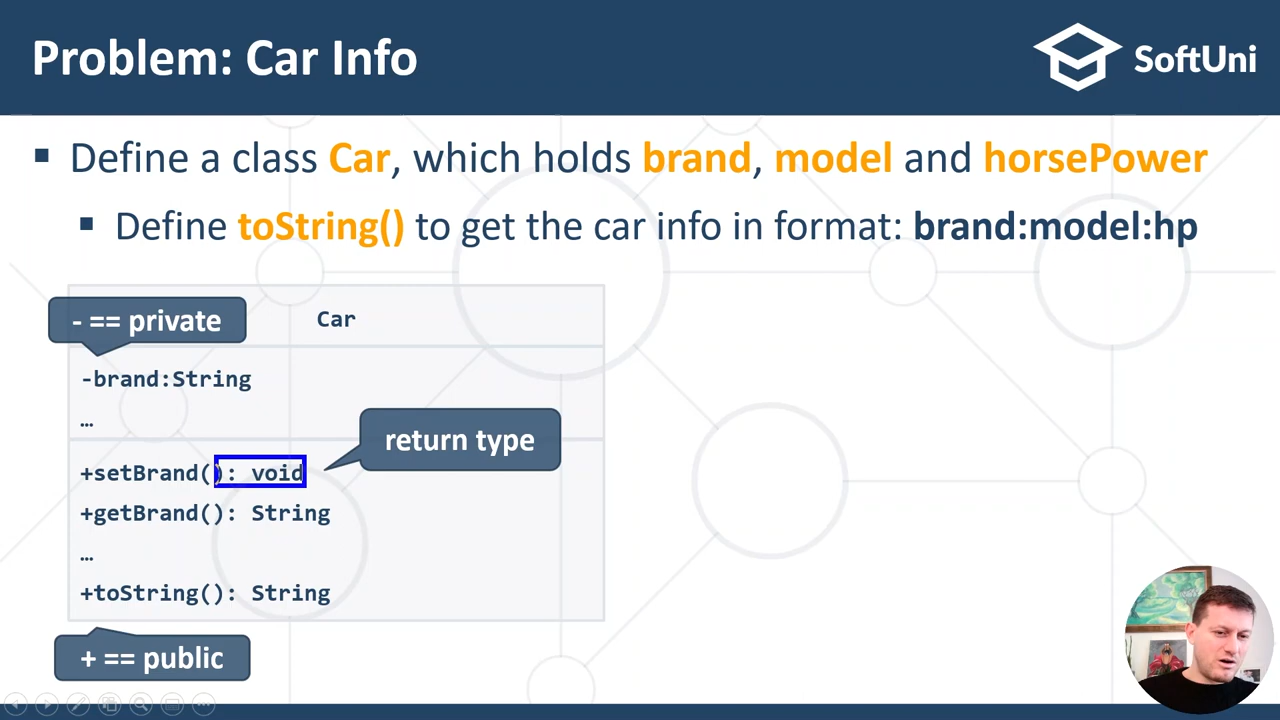 Problem: Car Info
SoftUni
▪ Define a class Car, which holds brand, model and horsePower
▪ Define toString() to get the car info in format: brand:model:hp
- == private
Car
-brand:String
…
return type
+setBrand(): void
+getBrand(): String
…
+toString(): String
+ == public